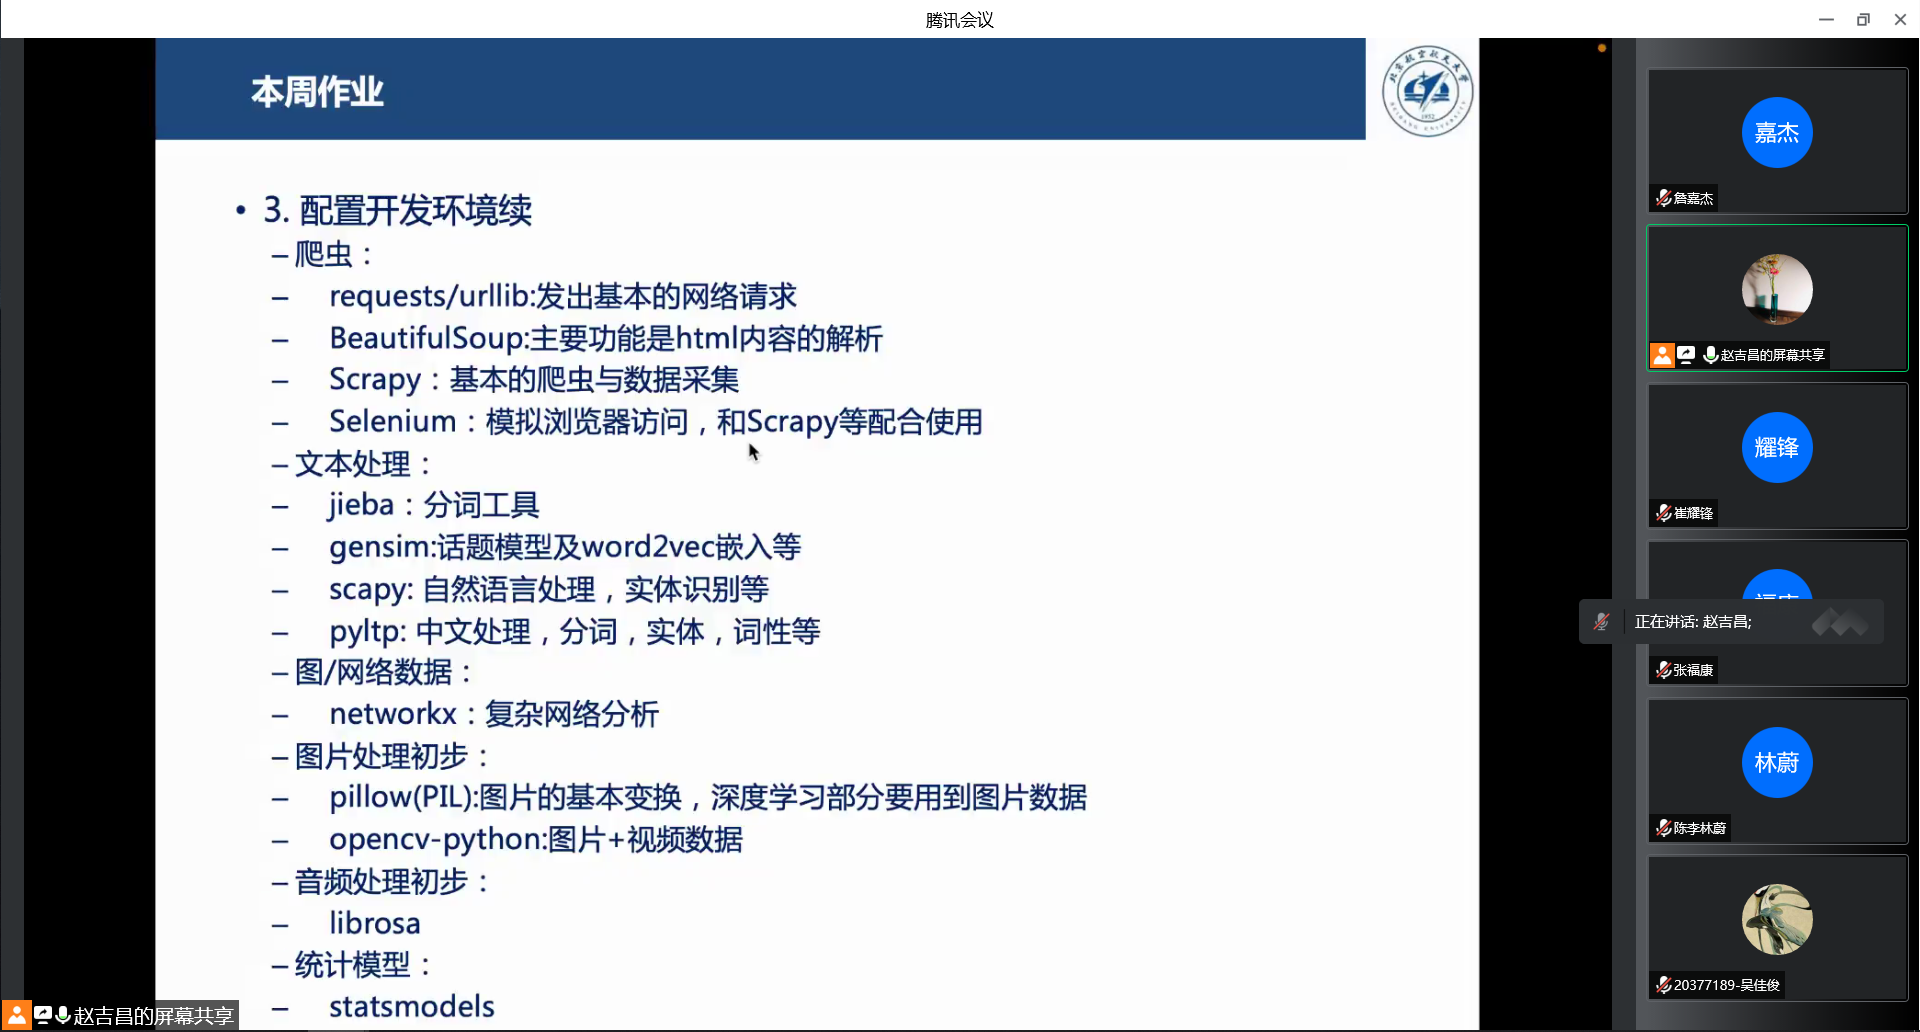 腾讯会议
本周作业
北京航空航天大学
BEIHANG UNIVERSITY
1952
• 3. 配置开发环境续
– 爬虫：
– requests/urllib:发出基本的网络请求
– BeautifulSoup:主要功能是html内容的解析
– Scrapy：基本的爬虫与数据采集
– Selenium：模拟浏览器访问，和Scrapy等配合使用
– 文本处理：
– jieba：分词工具
– gensim:话题模型及word2vec嵌入等
– scapy: 自然语言处理，实体识别等
– pyltp: 中文处理，分词，实体，词性等
– 图/网络数据：
– networkx：复杂网络分析
– 图片处理初步：
– pillow(PIL):图片的基本变换，深度学习部分要用到图片数据
– opencv-python:图片+视频数据
– 音频处理初步：
– librosa
– 统计模型：
– statsmodels
赵吉昌的屏幕共享
嘉杰
詹嘉杰
赵吉昌的屏幕共享
耀锋
崔耀锋
正在讲话: 赵吉昌;
张福康
林蔚
陈李林蔚
20377189-吴佳俊